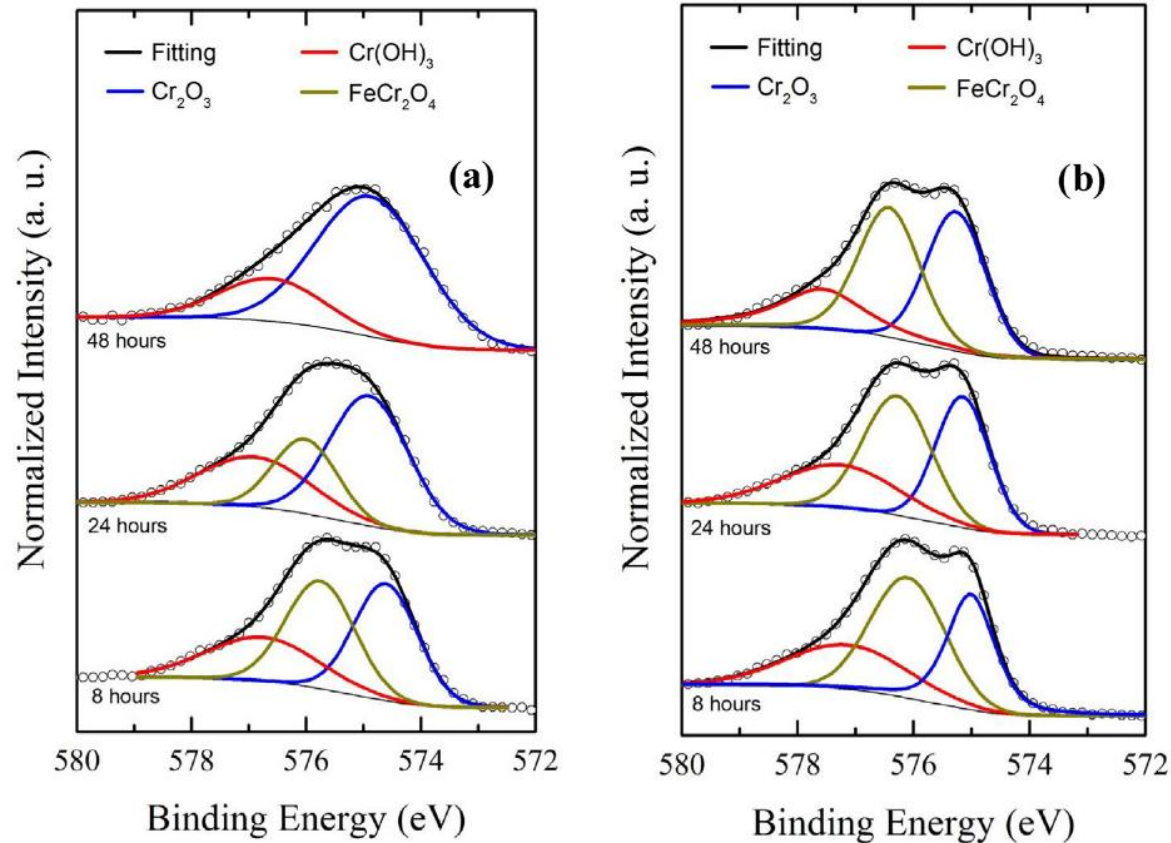 Fitting Cr(OH)₃
Cr₂O₃ FeCr₂O₄
(a)
48 hours
24 hours
8 hours
580 578 576 574 572
Binding Energy (eV)
Normalized Intensity (a. u.)
Fitting Cr(OH)₃
Cr₂O₃ FeCr₂O₄
(b)
48 hours
24 hours
8 hours
580 578 576 574 572
Binding Energy (eV)
Normalized Intensity (a. u.)